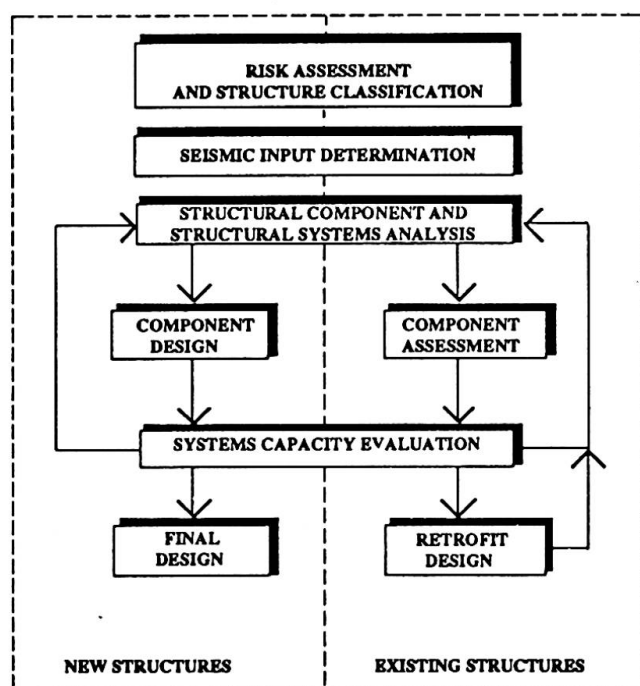 RISK ASSESSMENT
AND STRUCTURE CLASSIFICATION
SEISMIC INPUT DETERMINATION
STRUCTURAL COMPONENT AND
STRUCTURAL SYSTEMS ANALYSIS
COMPONENT
DESIGN
COMPONENT
ASSESSMENT
SYSTEMS CAPACITY EVALUATION
FINAL
DESIGN
RETROFIT
DESIGN
NEW STRUCTURES
EXISTING STRUCTURES